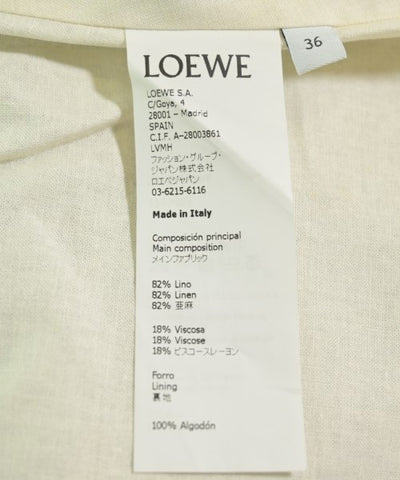 LOEWE
36
LOEWE S.A.
C/Goya, 4
28001 – Madrid
SPAIN
C.I.F. A–28003861
LVMH
ファッション・グループ・
ジャパン株式会社
ロエベジャパン
03-6215-6116
Made in Italy
Composición principal
Main composition
メインファブリック
82% Lino
82% Linen
82% 亜麻
18% Viscosa
18% Viscose
18% ビスコースレーヨン
Forro
Lining
裏地
100% Algodón